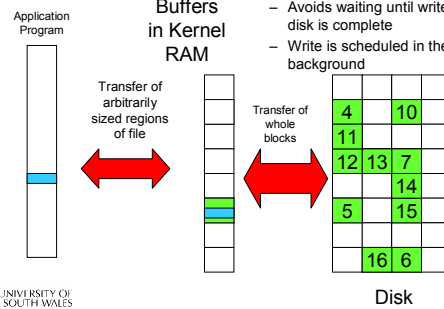 Application
Program
Buffers
in Kernel
RAM
– Avoids waiting until write
disk is complete
– Write is scheduled in the
background
Transfer of
arbitrarily
sized regions
of file
Transfer of
whole
blocks
4 10
11
12 13 7
14
5 15
16 6
Disk
UNIVERSITY OF
SOUTH WALES